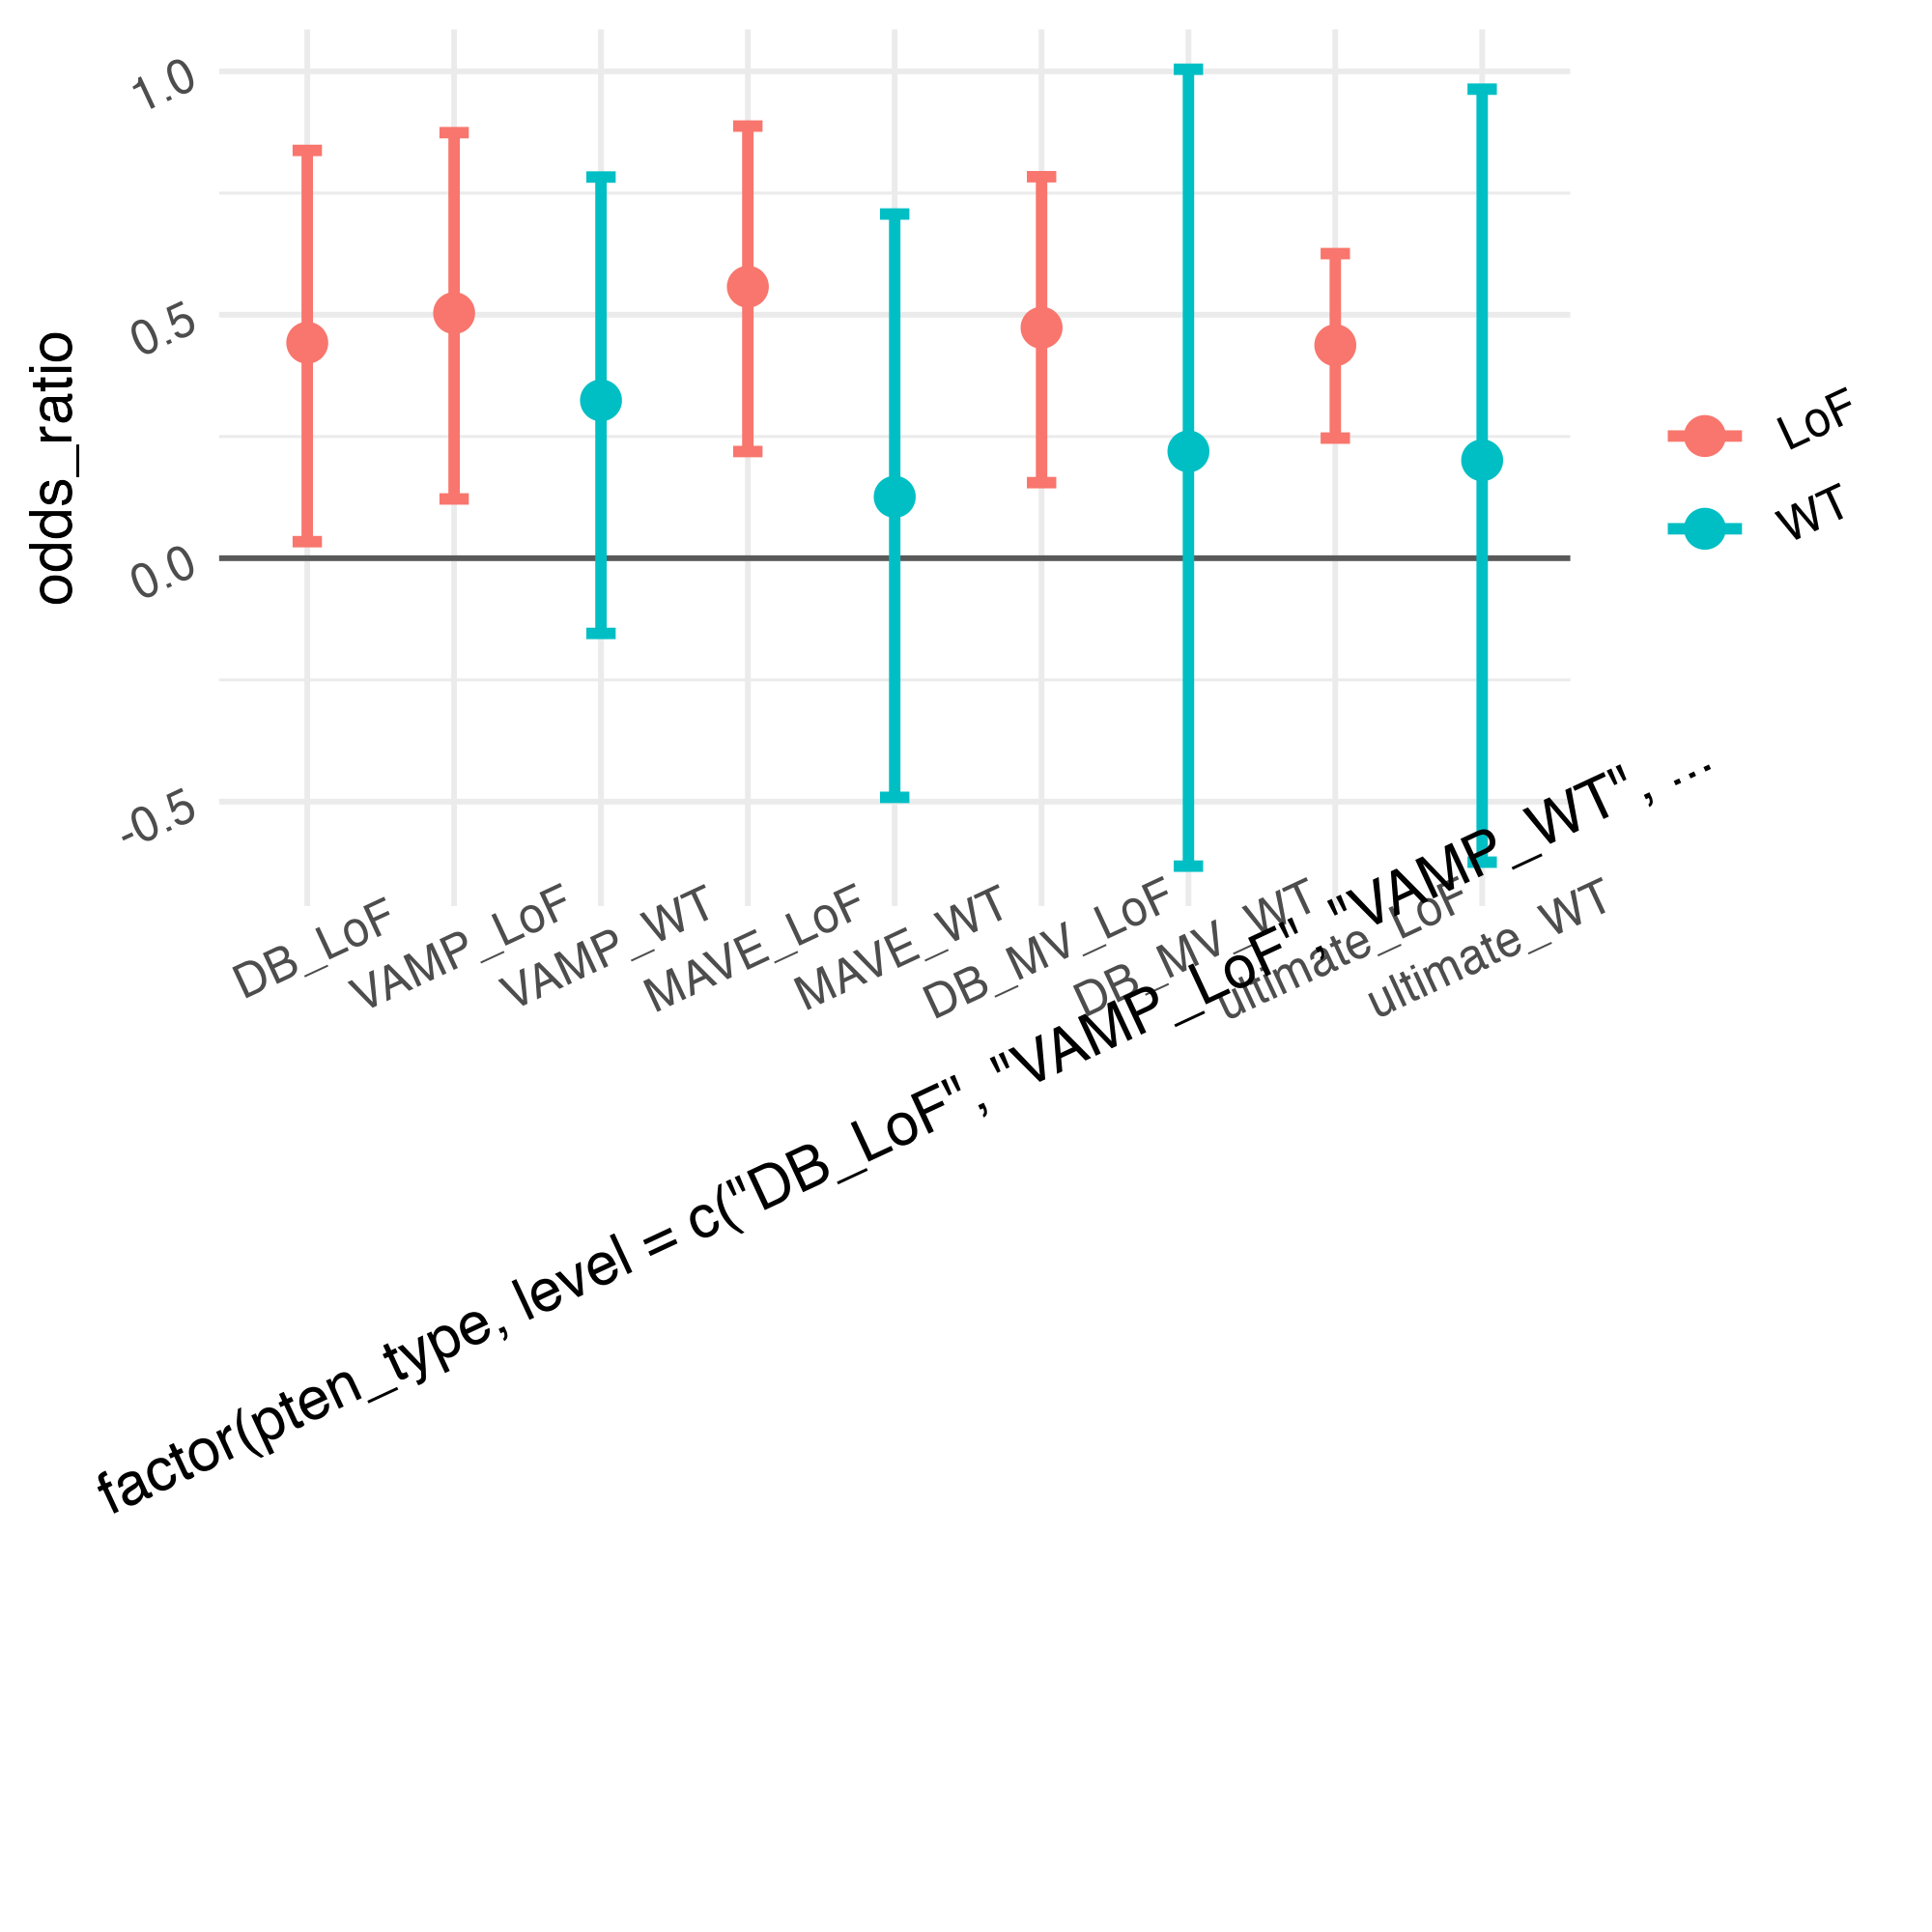 odds_ratio
1.0
0.5
0.0
-0.5
DB_LoF
VAMP_LoF
VAMP_WT
MAVE_LoF
MAVE_WT
DB_MV_LoF
DB_MV_WT
ultimate_LoF
ultimate_WT
factor(pten_type, level = c("DB_LoF", "VAMP_LoF", "VAMP_WT", ...
LoF
WT